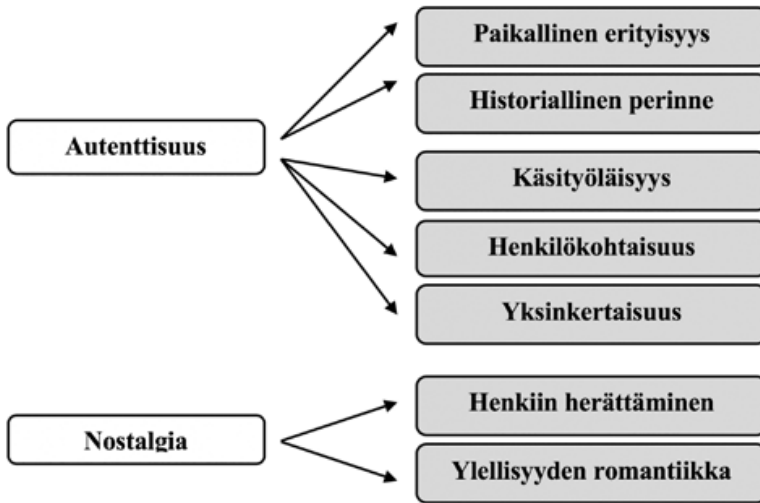 Autenttisuus
Paikallinen erityisyys
Historiallinen perinne
Käsityöläisyys
Henkilökohtaisuus
Yksinkertaisuus
Nostalgia
Henkiin herättäminen
Ylellisyyden romantiikka